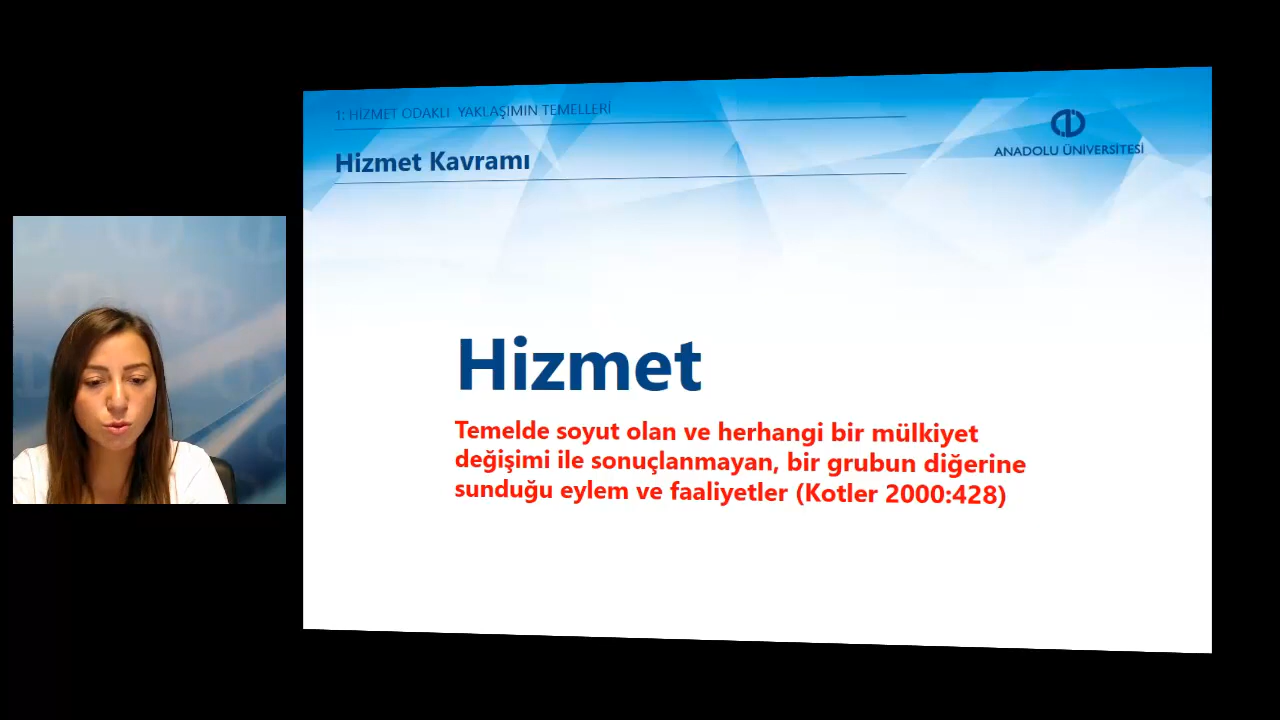 1: HİZMET ODAKLI  YAKLAŞIMIN TEMELLERİ
Hizmet Kavramı
ANADOLU ÜNİVERSİTESİ
Hizmet
Temelde soyut olan ve herhangi bir mülkiyet
değişimi ile sonuçlanmayan, bir grubun diğerine
sunduğu eylem ve faaliyetler (Kotler 2000:428)